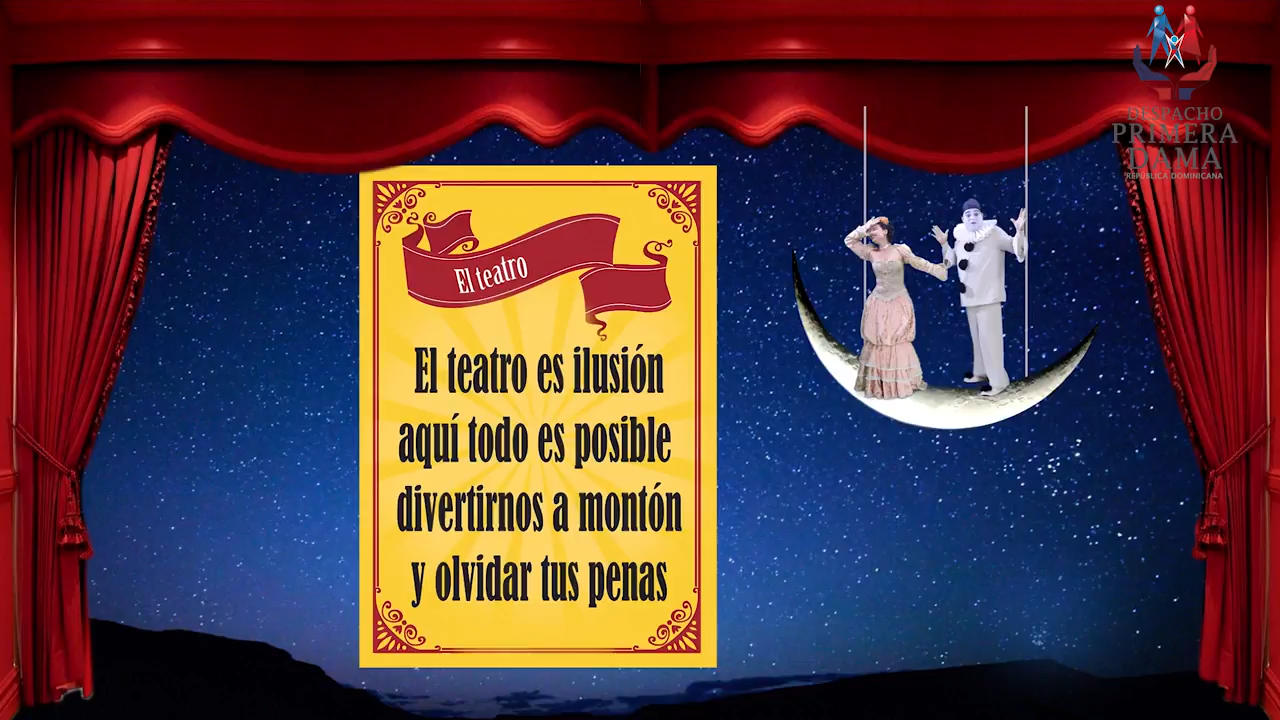 El teatro
El teatro es ilusión
aquí todo es posible
divertirnos a montón
y olvidar tus penas
DESPACHO
PRIMERA
DAMA
REPÚBLICA DOMINICANA